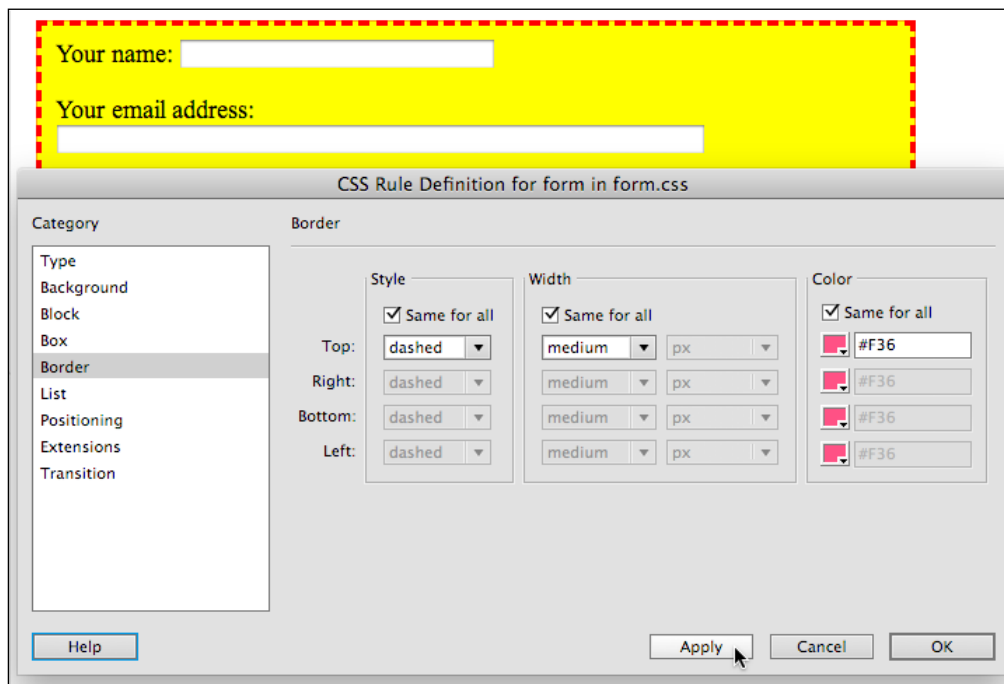 Your name:
Your email address:
CSS Rule Definition for form in form.css
Category
Border
Type
Background
Block
Box
Border
List
Positioning
Extensions
Transition
Style Width Color
Same for all Same for all Same for all
Top: dashed medium px #F36
Right: dashed medium px #F36
Bottom: dashed medium px #F36
Left: dashed medium px #F36
Help Apply Cancel OK